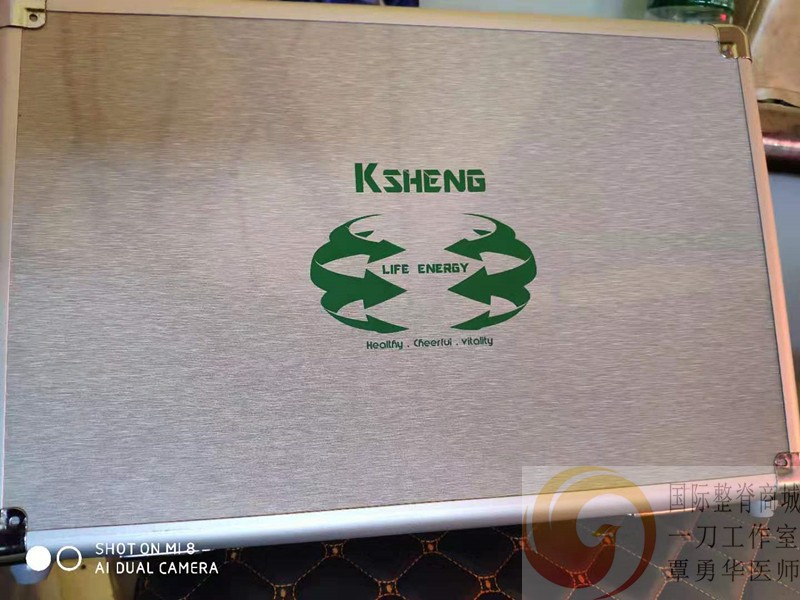 KSHENG
LIFE ENERGY
Healthy . Cheerful . vitality
SHOT ON MI 8
AI DUAL CAMERA
国际整脊商城
一刀工作室
覃勇华医师